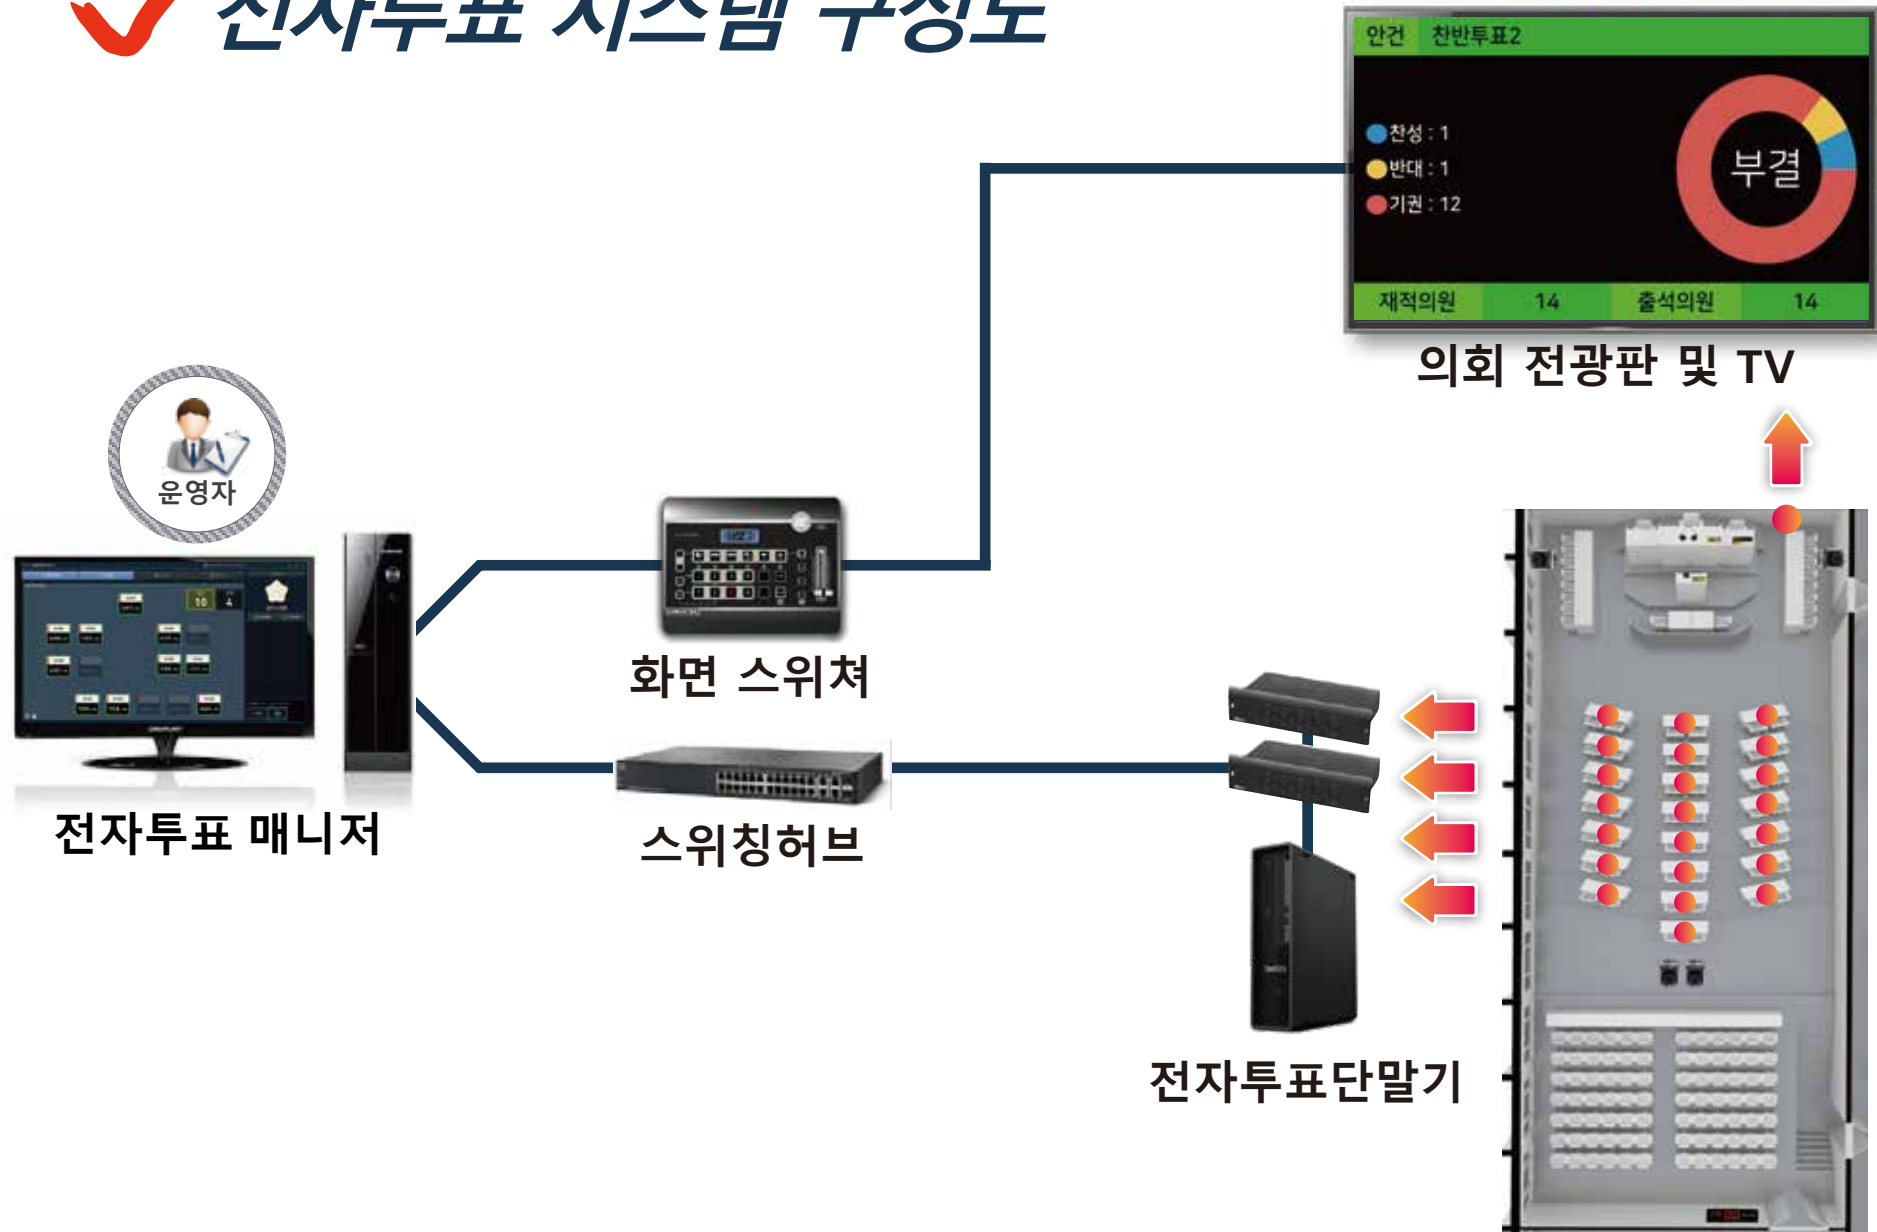 전자투표 시스템 구성도
안건 찬반투표2
찬성 : 1
반대 : 1
기권 : 12
부결
재적의원 14 출석의원 14
의회 전광판 및 TV
운영자
10 4
화면 스위쳐
전자투표 매니저
스위칭허브
전자투표단말기